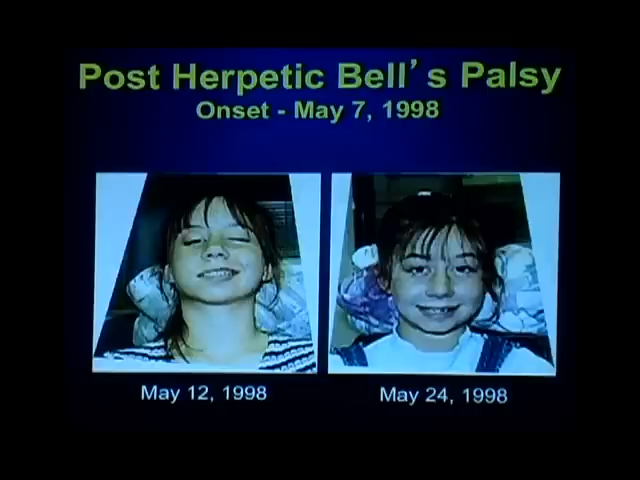 Post Herpetic Bell's Palsy
Onset - May 7, 1998
May 12, 1998
May 24, 1998